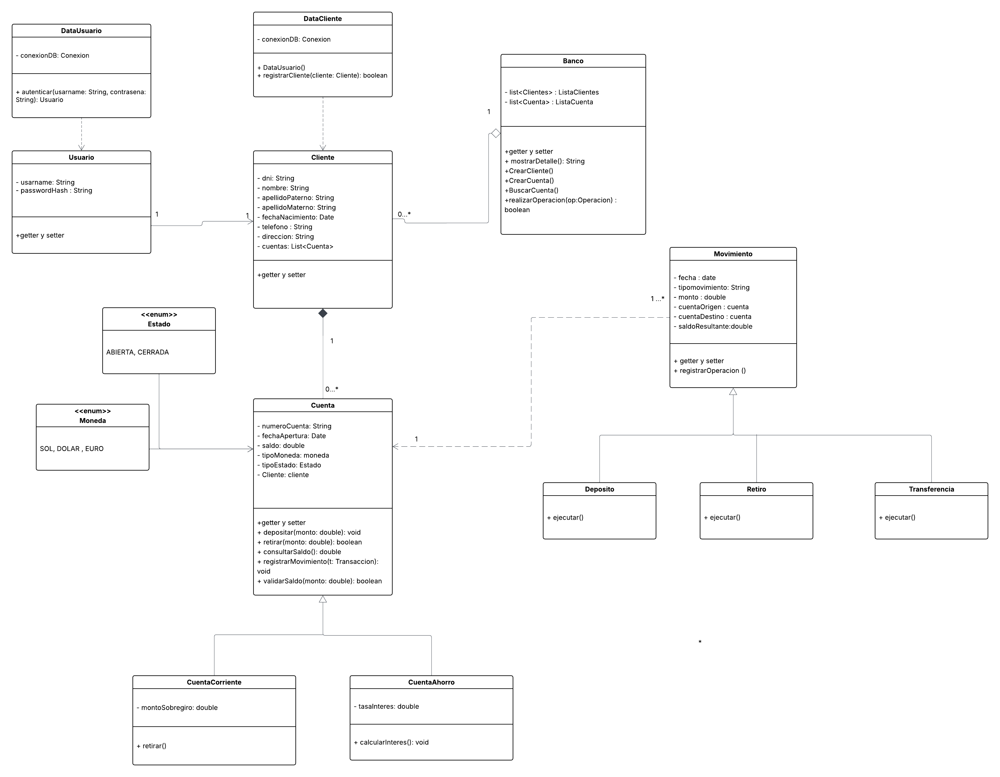 DataUsuario
- conexionDB: Conexion
+ autenticar(usarname: String, contrasena:
String): Usuario
DataCliente
- conexionDB: Conexion
+ DataUsuario()
+ registrarCliente(cliente: Cliente): boolean
Banco
- list<Clientes> : ListaClientes
- list<Cuenta> : ListaCuenta
+getter y setter
+ mostrarDetalle(): String
+CrearCliente()
+CrearCuenta()
+BuscarCuenta()
+realizarOperacion(op:Operacion) :
boolean
1
Usuario
- usarname: String
- passwordHash : String
+getter y setter
1
1
Cliente
- dni: String
- nombre: String
- apellidoPaterno: String
- apellidoMaterno: String
- fechaNacimiento: Date
- telefono : String
- direccion: String
- cuentas: List<Cuenta>
+getter y setter
0...*
Movimiento
- fecha : date
- tipomovimiento: String
- monto : double
- cuentaOrigen : cuenta
- cuentaDestino : cuenta
- saldoResultante:double
+ getter y setter
+ registrarOperacion ()
1 ...*
<<enum>>
Estado
ABIERTA, CERRADA
1
0...*
<<enum>>
Moneda
SOL, DOLAR , EURO
Cuenta
- numeroCuenta: String
- fechaApertura: Date
- saldo: double
- tipoMoneda: moneda
- tipoEstado: Estado
- Cliente: cliente
+getter y setter
+ depositar(monto: double): void
+ retirar(monto: double): boolean
+ consultarSaldo(): double
+ registrarMovimiento(t: Transaccion):
void
+ validarSaldo(monto: double): boolean
1
Deposito
+ ejecutar()
Retiro
+ ejecutar()
Transferencia
+ ejecutar()
*
CuentaCorriente
- montoSobregiro: double
+ retirar()
CuentaAhorro
- tasaInteres: double
+ calcularInteres(): void